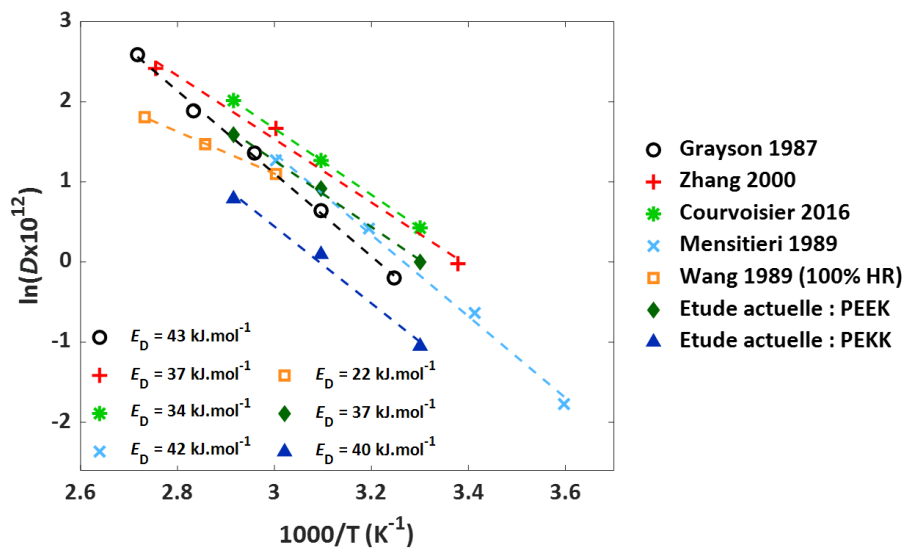 3
2
1
0
-1
-2
ln(Dx10¹²)
2.6 2.8 3 3.2 3.4 3.6
1000/T (K⁻¹)
E_D = 43 kJ.mol⁻¹
E_D = 37 kJ.mol⁻¹ E_D = 22 kJ.mol⁻¹
E_D = 34 kJ.mol⁻¹ E_D = 37 kJ.mol⁻¹
E_D = 42 kJ.mol⁻¹ E_D = 40 kJ.mol⁻¹
Grayson 1987
Zhang 2000
Courvoisier 2016
Mensitieri 1989
Wang 1989 (100% HR)
Etude actuelle : PEEK
Etude actuelle : PEKK